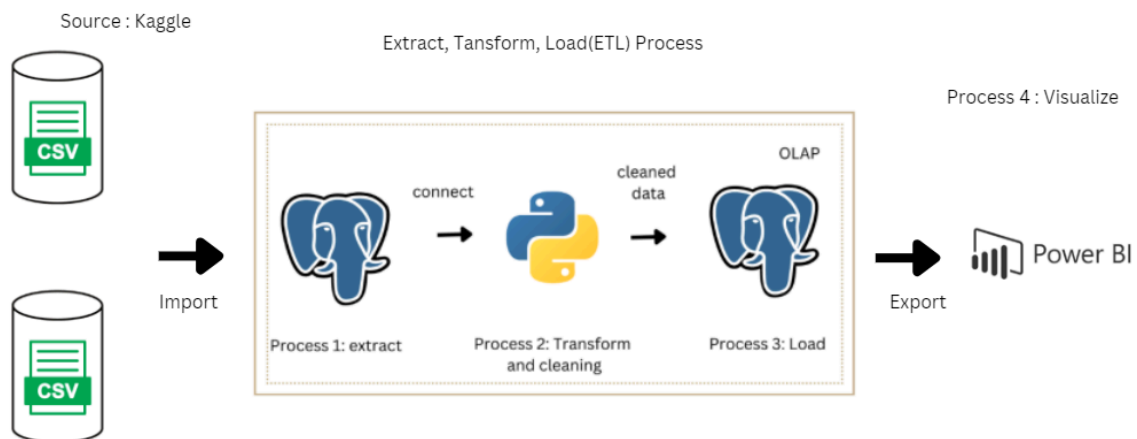 Source : Kaggle
Extract, Tansform, Load(ETL) Process
Process 4 : Visualize
CSV
OLAP
connect
cleaned
data
Power BI
Import
Export
Process 1: extract
Process 2: Transform
and cleaning
Process 3: Load
CSV